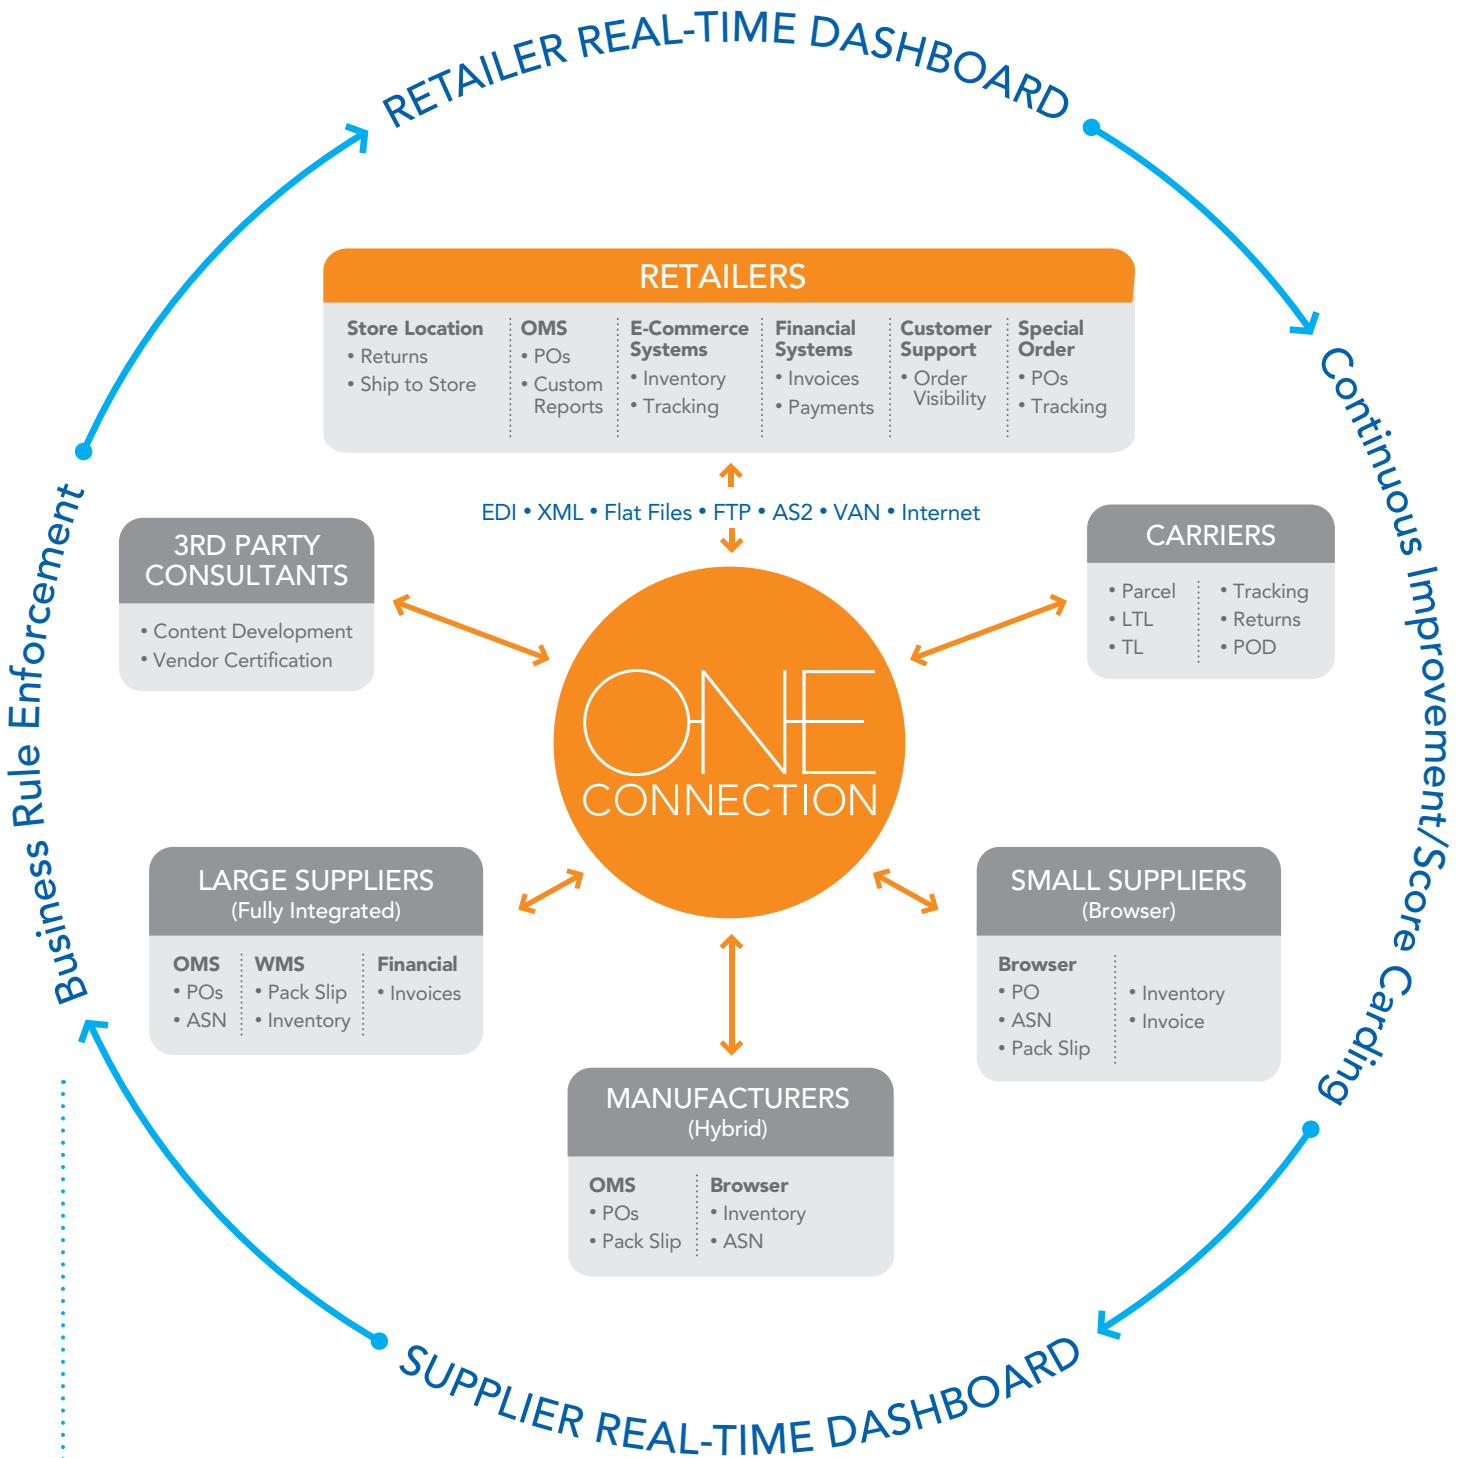 RETAILER REAL-TIME DASHBOARD
RETAILERS
Store Location
• Returns
• Ship to Store
OMS
• POs
• Custom
Reports
E-Commerce
Systems
• Inventory
• Tracking
Financial
Systems
• Invoices
• Payments
Customer
Support
• Order
Visibility
Special
Order
• POs
• Tracking
EDI • XML • Flat Files • FTP • AS2 • VAN • Internet
3RD PARTY
CONSULTANTS
• Content Development
• Vendor Certification
CARRIERS
• Parcel
• LTL
• TL
• Tracking
• Returns
• POD
ONE
CONNECTION
LARGE SUPPLIERS
(Fully Integrated)
OMS
• POs
• ASN
WMS
• Pack Slip
• Inventory
Financial
• Invoices
SMALL SUPPLIERS
(Browser)
Browser
• PO
• ASN
• Pack Slip
• Inventory
• Invoice
MANUFACTURERS
(Hybrid)
OMS
• POs
• Pack Slip
Browser
• Inventory
• ASN
Continuous Improvement/Score Carding
SUPPLIER REAL-TIME DASHBOARD
Business Rule Enforcement